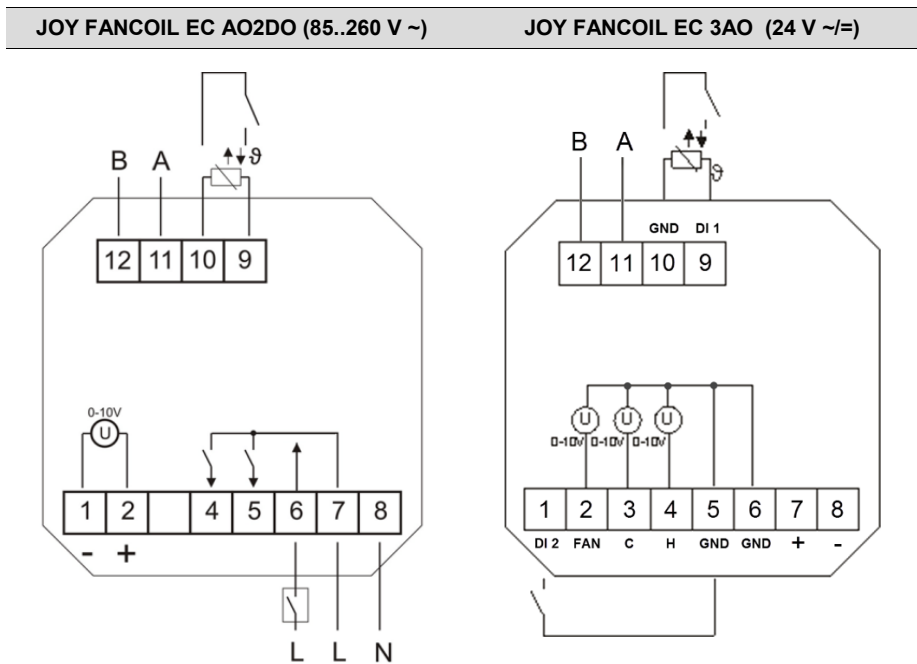 JOY FANCOIL EC AO2DO (85..260 V ~)
B A ϑ
12 11 10 9
0-10V
U
1 2 4 5 6 7 8
- +
L L N
JOY FANCOIL EC 3AO (24 V ~/=)
B A ϑ
GND DI 1
12 11 10 9
U U U
0-10V 0-10V 0-10V
1 2 3 4 5 6 7 8
DI 2 FAN C H GND GND + -